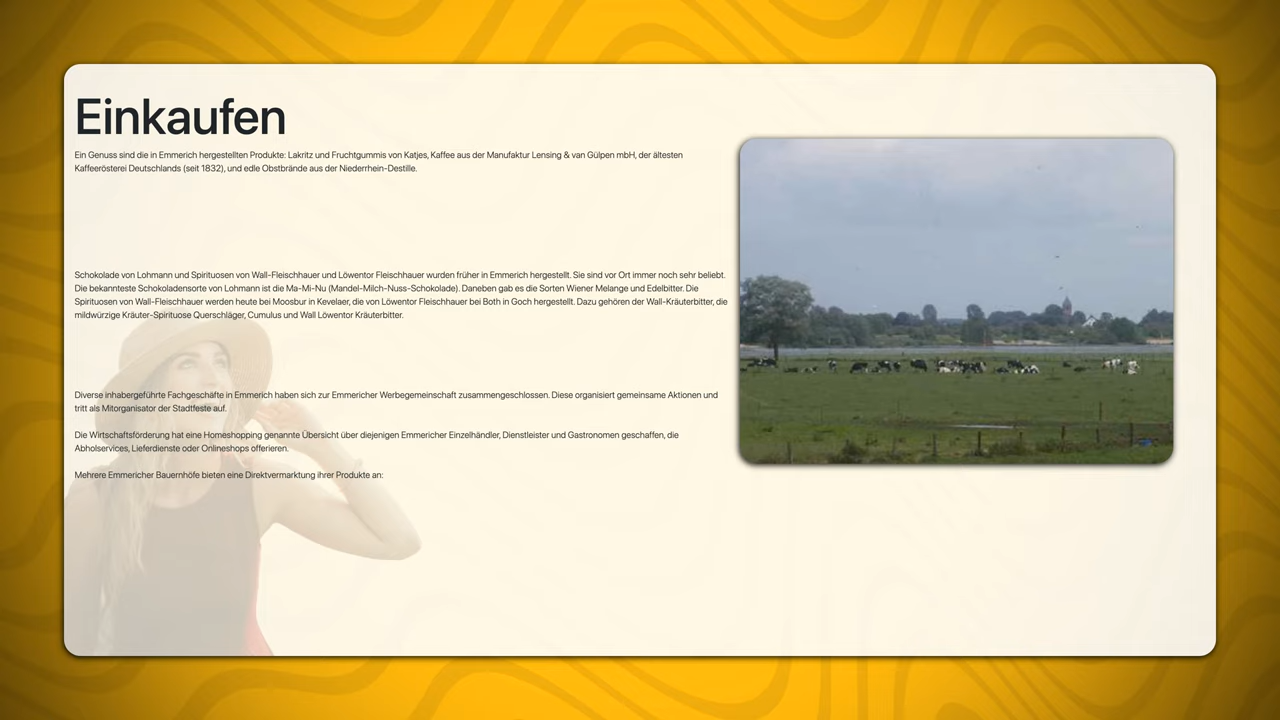 Einkaufen
Ein Genuss sind die in Emmerich hergestellten Produkte: Lakritz und Fruchtgummis von Katjes, Kaffee aus der Manufaktur Lensing & van Gülpen mbH, der ältesten
Kaffeerösterei Deutschlands (seit 1832), und edle Obstbrände aus der Niederrhein-Destille.
Schokolade von Lohmann und Spirituosen von Wall-Fleischhauer und Löwentor Fleischhauer wurden früher in Emmerich hergestellt. Sie sind vor Ort immer noch sehr beliebt.
Die bekannteste Schokoladensorte von Lohmann ist die Ma-Mi-Nu (Mandel-Milch-Nuss-Schokolade). Daneben gab es die Sorten Wiener Melange und Edelbitter. Die
Spirituosen von Wall-Fleischhauer werden heute bei Moosbur in Kevelaer, die von Löwentor Fleischhauer bei Both in Goch hergestellt. Dazu gehören der Wall-Kräuterbitter, die
mildwürzige Kräuter-Spirituose Querschläger, Cumulus und Wall Löwentor Kräuterbitter.
Diverse inhabergeführte Fachgeschäfte in Emmerich haben sich zur Emmericher Werbegemeinschaft zusammengeschlossen. Diese organisiert gemeinsame Aktionen und
tritt als Mitorganisator der Stadtfeste auf.
Die Wirtschaftsförderung hat eine Homeshopping genannte Übersicht über diejenigen Emmericher Einzelhändler, Dienstleister und Gastronomen geschaffen, die
Abholservices, Lieferdienste oder Onlineshops offerieren.
Mehrere Emmericher Bauernhöfe bieten eine Direktvermarktung ihrer Produkte an: